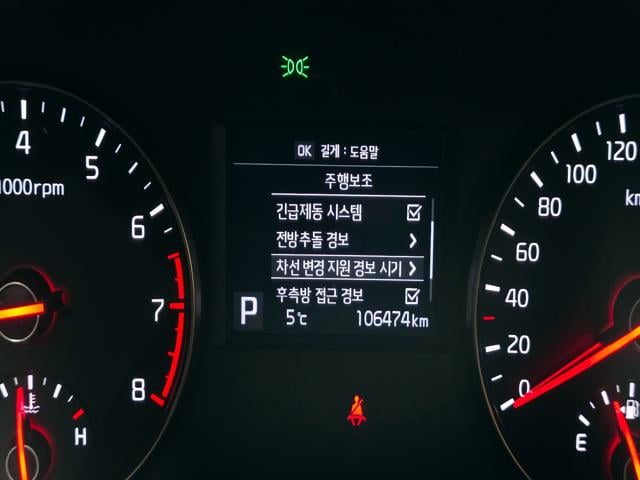 OK 길게 : 도움말
주행보조
긴급제동 시스템
전방추돌 경보
차선 변경 지원 경보 시기
후측방 접근 경보
P 5℃ 106474km
4
5
6
7
8
000rpm
H
120
100
80
60
40
20
0
km
E